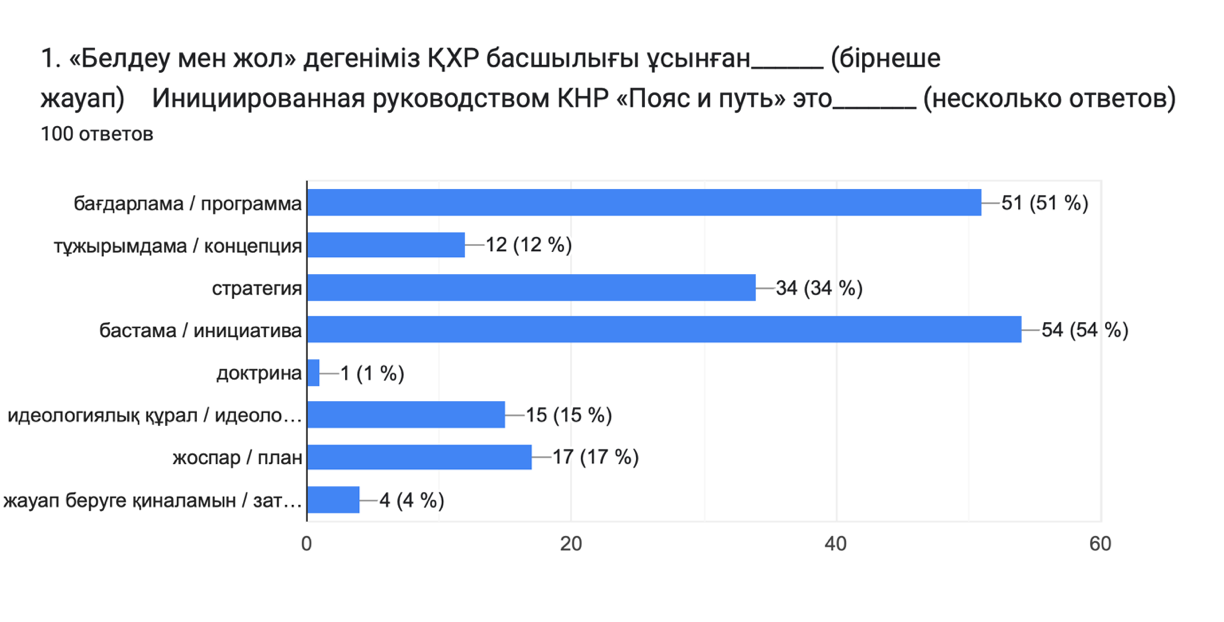 1. «Белдеу мен жол» дегеніміз ҚХР басшылығы ұсынған______ (бірнеше
жауап) Инициированная руководством КНР «Пояс и путь» это_______ (несколько ответов)
100 ответов
бағдарлама / программа 51 (51 %)
тұжырымдама / концепция 12 (12 %)
стратегия 34 (34 %)
бастама / инициатива 54 (54 %)
доктрина 1 (1 %)
идеологиялық құрал / идеоло… 15 (15 %)
жоспар / план 17 (17 %)
жауап беруге қиналамын / зат… 4 (4 %)
0 20 40 60